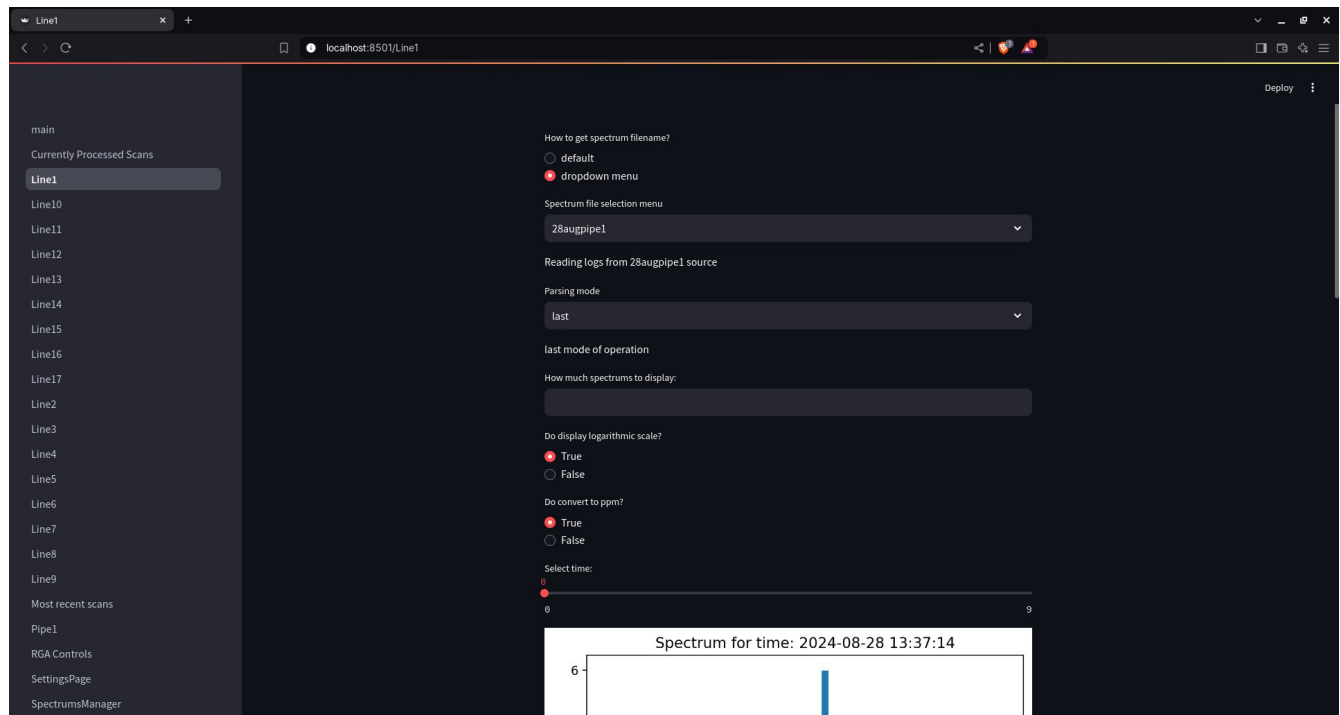 Line1
localhost:8501/Line1
Deploy
main
Currently Processed Scans
Line1
Line10
Line11
Line12
Line13
Line14
Line15
Line16
Line17
Line2
Line3
Line4
Line5
Line6
Line7
Line8
Line9
Most recent scans
Pipe1
RGA Controls
SettingsPage
SpectrumsManager
How to get spectrum filename?
default
dropdown menu
Spectrum file selection menu
28augpipe1
Reading logs from 28augpipe1 source
Parsing mode
last
last mode of operation
How much spectrums to display:
Do display logarithmic scale?
True
False
Do convert to ppm?
True
False
Select time:
0
0
9
Spectrum for time: 2024-08-28 13:37:14
6